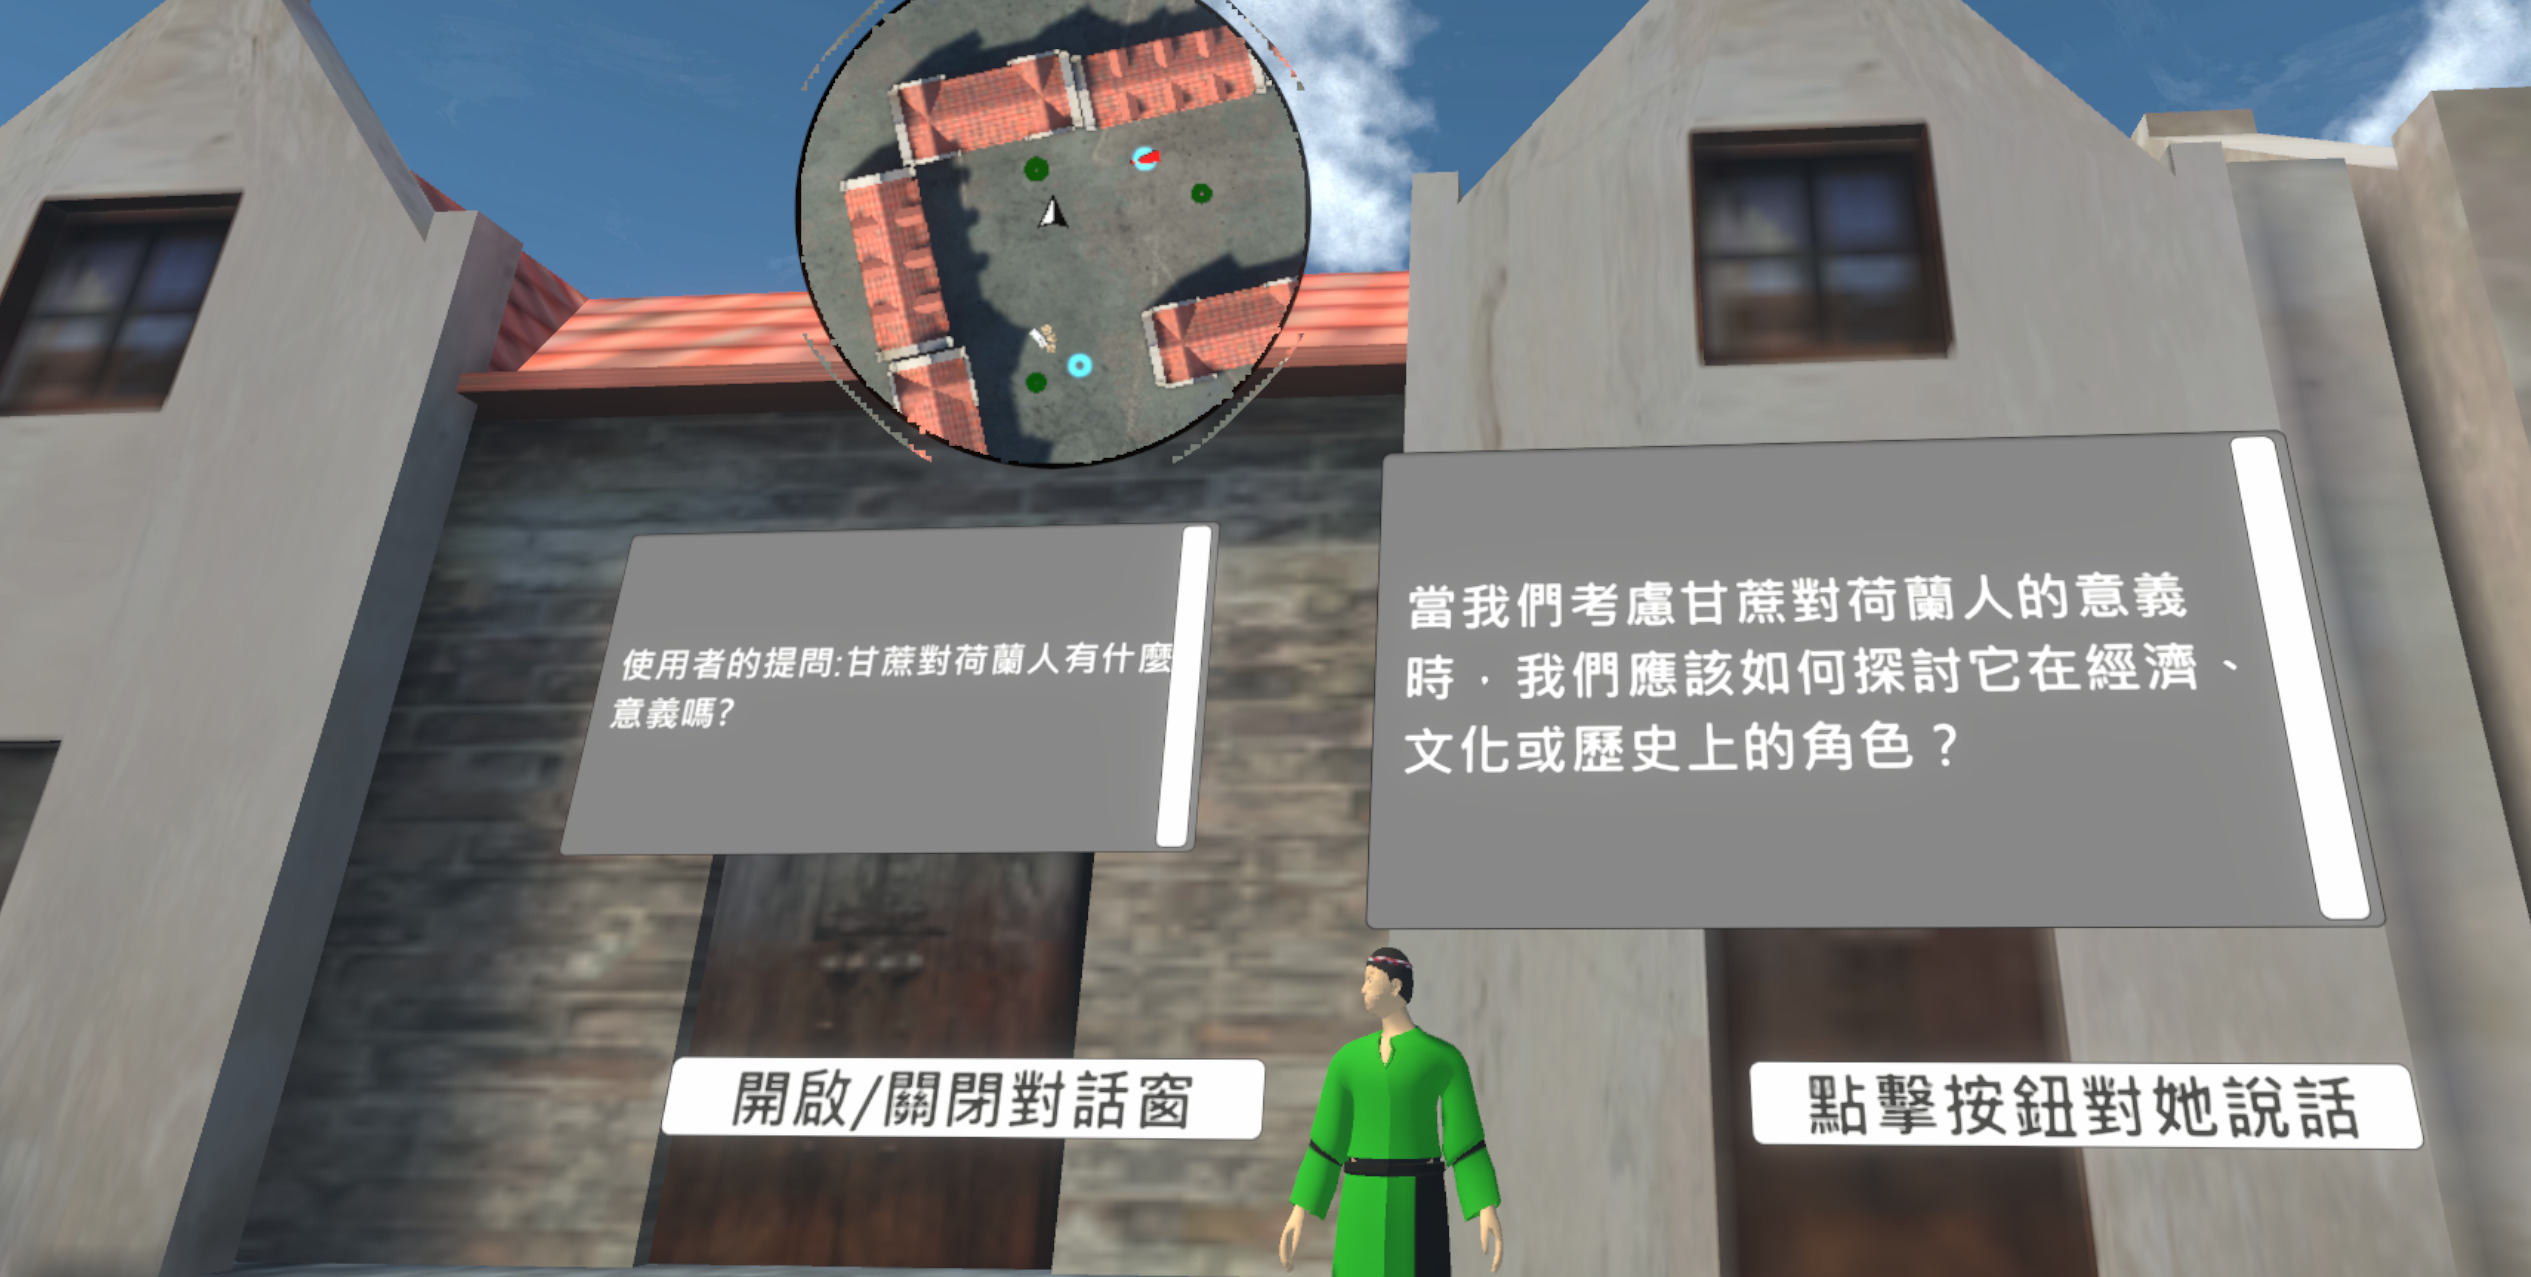 使用者的提問:甘蔗對荷蘭人有什麼
意義嗎?
當我們考慮甘蔗對荷蘭人的意義
時，我們應該如何探討它在經濟、
文化或歷史上的角色？
開啟/關閉對話窗
點擊按鈕對她說話